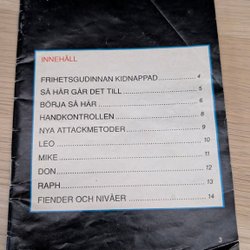 INNEHÅLL
FRIHETSGUDINNAN KIDNAPPAD 4
SÅ HÄR GÅR DET TILL 5
BÖRJA SÅ HÄR 6
HANDKONTROLLEN 8
NYA ATTACKMETODER 9
LEO 10
MIKE 11
DON 12
RAPH 13
FIENDER OCH NIVÅER 14
3